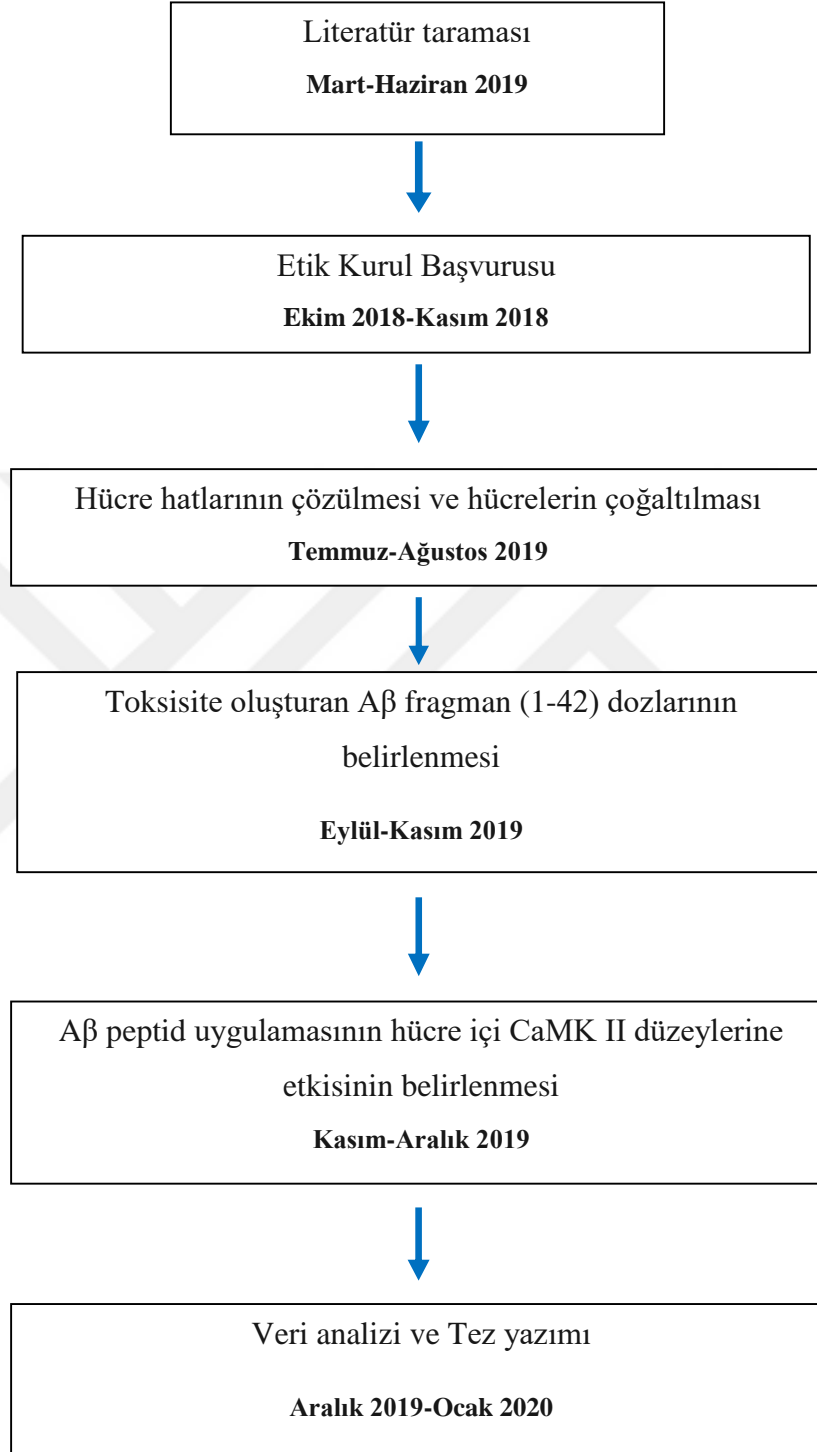 Literatür taraması
Mart-Haziran 2019
Etik Kurul Başvurusu
Ekim 2018-Kasım 2018
Hücre hatlarının çözülmesi ve hücrelerin çoğaltılması
Temmuz-Ağustos 2019
Toksisite oluşturan Aβ fragman (1-42) dozlarının
belirlenmesi
Eylül-Kasım 2019
Aβ peptid uygulamasının hücre içi CaMK II düzeylerine
etkisinin belirlenmesi
Kasım-Aralık 2019
Veri analizi ve Tez yazımı
Aralık 2019-Ocak 2020